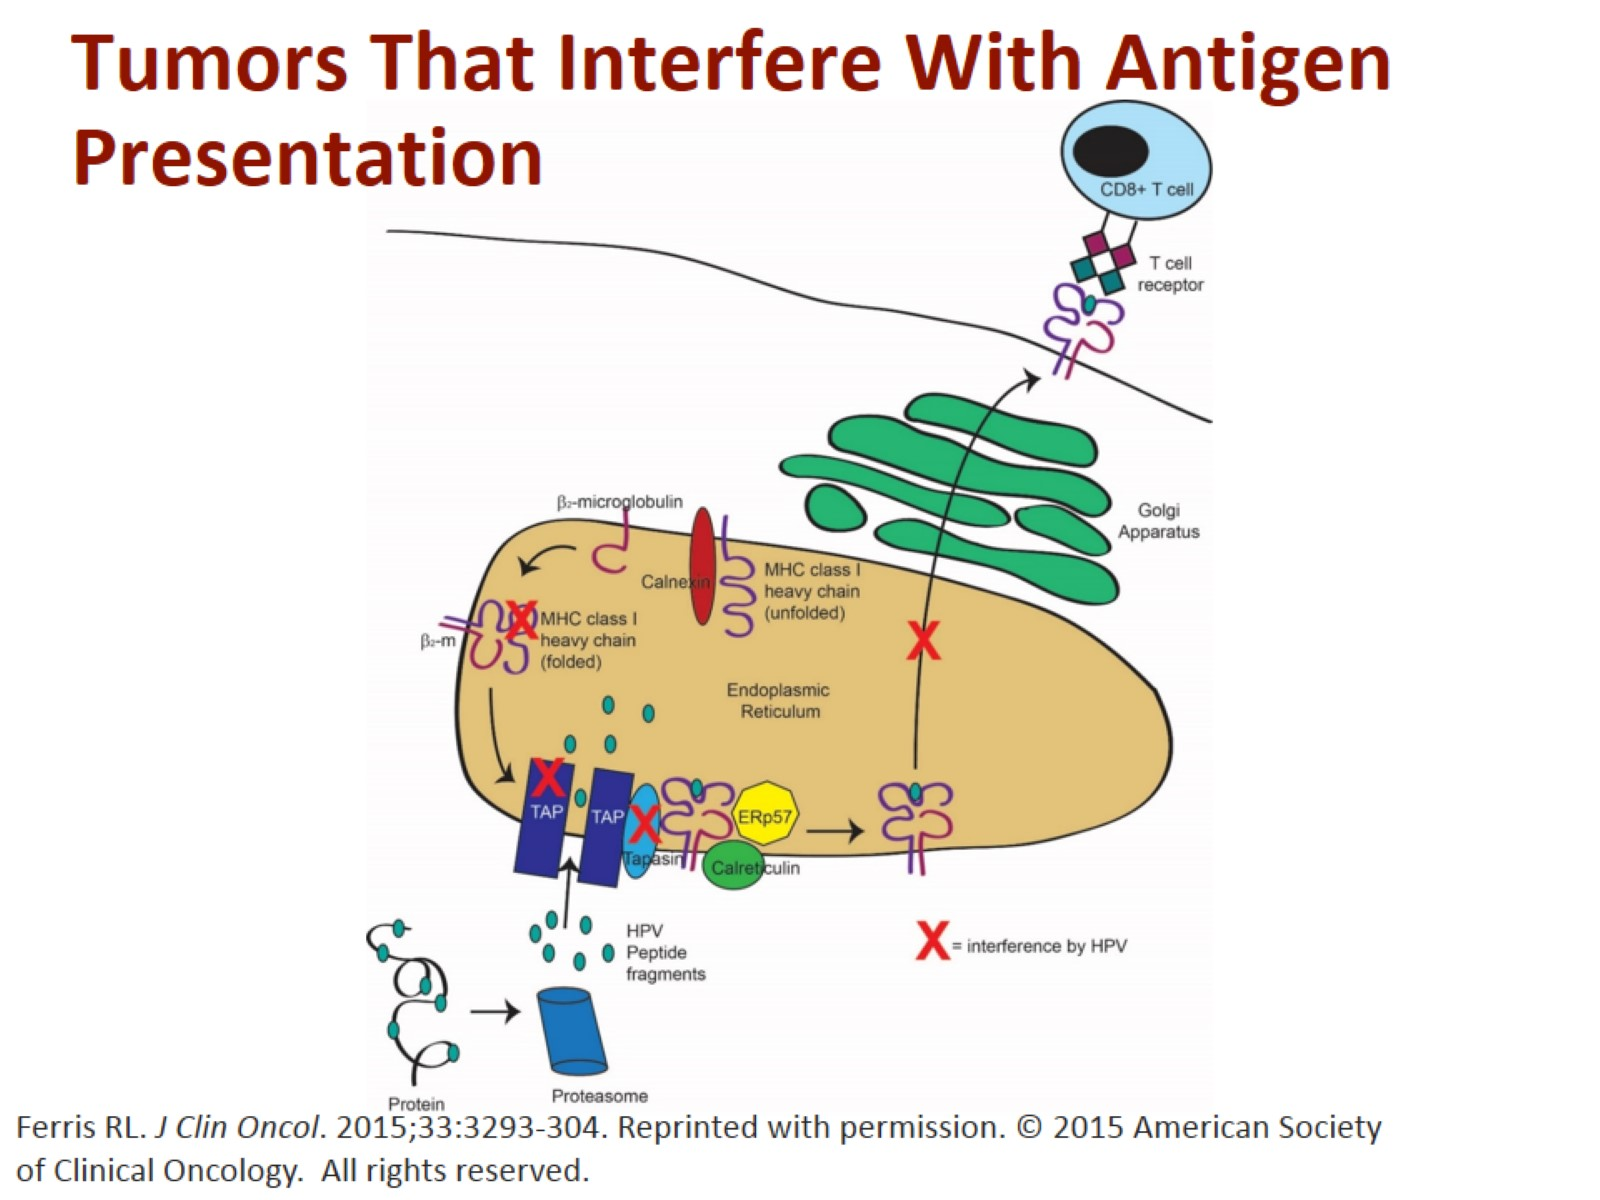 Tumors That Interfere With Antigen
Presentation
CD8+ T cell
T cell
receptor
Golgi
Apparatus
β₂-microglobulin
Calnexin
MHC class I
heavy chain
(unfolded)
β₂-m
X
MHC class I
heavy chain
(folded)
X
Endoplasmic
Reticulum
X
TAP
TAP
X
Tapasin
ERp57
Calreticulin
HPV
Peptide
fragments
X = interference by HPV
Protein
Proteasome
Ferris RL. J Clin Oncol. 2015;33:3293-304. Reprinted with permission. © 2015 American Society
of Clinical Oncology. All rights reserved.